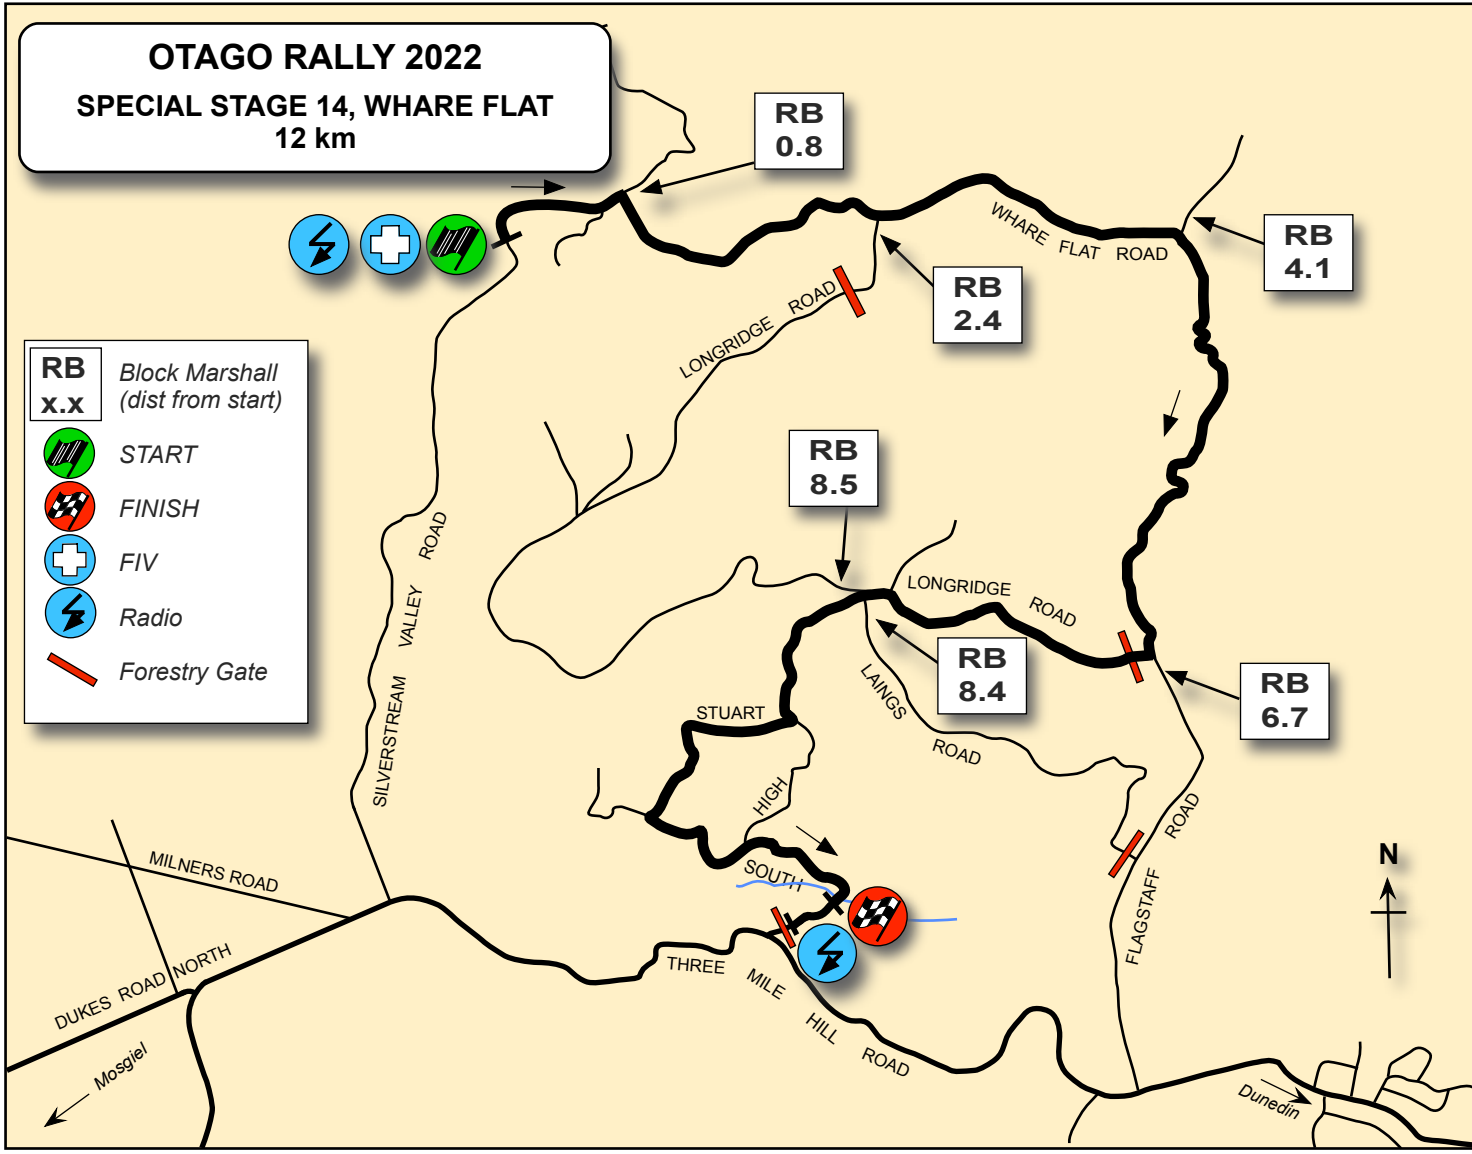 OTAGO RALLY 2022
SPECIAL STAGE 14, WHARE FLAT
12 km
RB
0.8
RB
4.1
RB
2.4
WHARE FLAT ROAD
LONGRIDGE ROAD
RB
x.x
Block Marshall
(dist from start)
START
FINISH
FIV
Radio
Forestry Gate
RB
8.5
SILVERSTREAM VALLEY ROAD
LONGRIDGE ROAD
RB
8.4
RB
6.7
LAINGS ROAD
STUART
HIGH
SOUTH
FLAGSTAFF ROAD
MILNERS ROAD
DUKES ROAD NORTH
THREE MILE HILL ROAD
N
Mosgiel
Dunedin